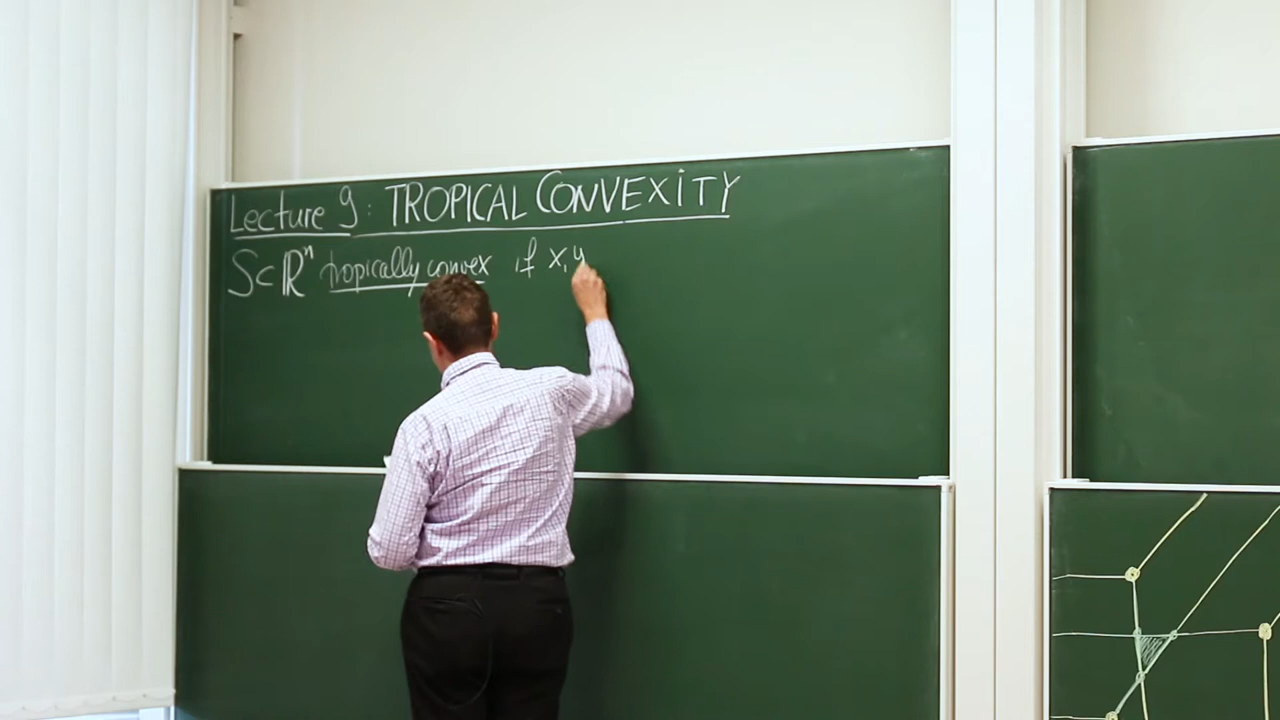 Lecture 9: TROPICAL CONVEXITY
S⊂ℝⁿ tropically convex if x,y